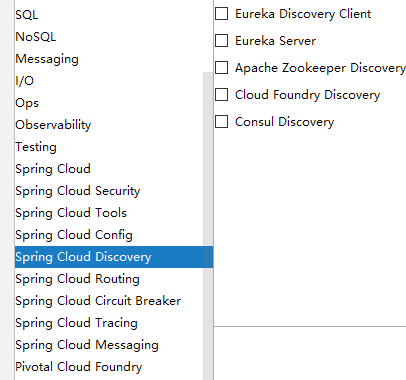 SQL
NoSQL
Messaging
I/O
Ops
Observability
Testing
Spring Cloud
Spring Cloud Security
Spring Cloud Tools
Spring Cloud Config
Spring Cloud Discovery
Spring Cloud Routing
Spring Cloud Circuit Breaker
Spring Cloud Tracing
Spring Cloud Messaging
Pivotal Cloud Foundry
Eureka Discovery Client
Eureka Server
Apache Zookeeper Discovery
Cloud Foundry Discovery
Consul Discovery